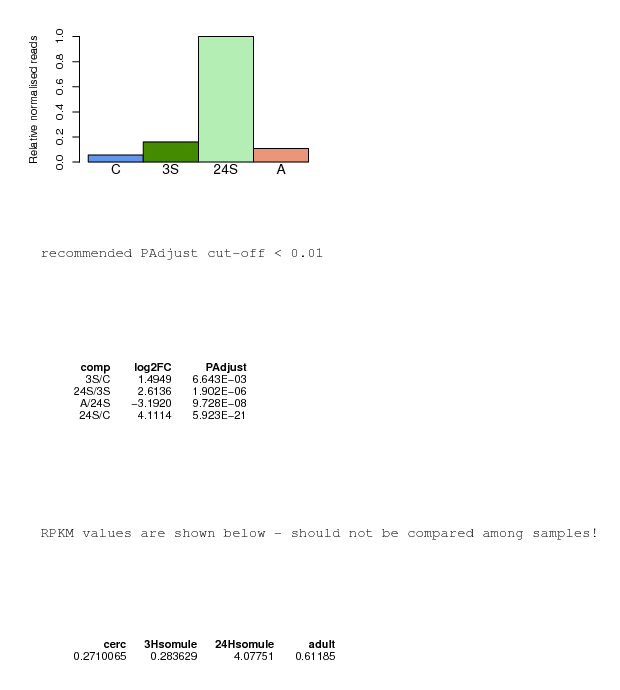 Relative normalised reads
1.0
0.8
0.6
0.4
0.2
0.0
C 3S 24S A
recommended PAdjust cut-off < 0.01
comp log2FC PAdjust
3S/C 1.4949 6.643E−03
24S/3S 2.6136 1.902E−06
A/24S −3.1920 9.728E−08
24S/C 4.1114 5.923E−21
RPKM values are shown below - should not be compared among samples!
cerc 3Hsomule 24Hsomule adult
0.2710065 0.283629 4.07751 0.61185